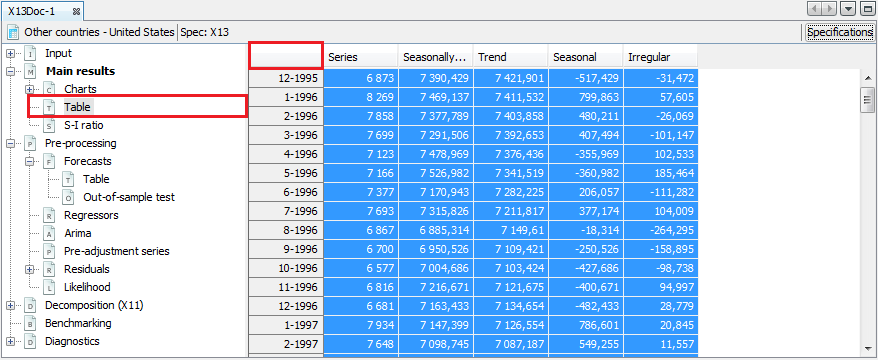 X13Doc-1
Other countries - United States Spec: X13 Specifications
Input
Main results
Charts
Table
S-I ratio
Pre-processing
Forecasts
Table
Out-of-sample test
Regressors
Arima
Pre-adjustment series
Residuals
Likelihood
Decomposition (X11)
Benchmarking
Diagnostics
Series Seasonally... Trend Seasonal Irregular
12-1995 6 873 7 390,429 7 421,901 -517,429 -31,472
1-1996 8 269 7 469,137 7 411,532 799,863 57,605
2-1996 7 858 7 377,789 7 403,858 480,211 -26,069
3-1996 7 699 7 291,506 7 392,653 407,494 -101,147
4-1996 7 123 7 478,969 7 376,436 -355,969 102,533
5-1996 7 166 7 526,982 7 341,519 -360,982 185,464
6-1996 7 377 7 170,943 7 282,225 206,057 -111,282
7-1996 7 693 7 315,826 7 211,817 377,174 104,009
8-1996 6 867 6 885,314 7 149,61 -18,314 -264,295
9-1996 6 700 6 950,526 7 109,421 -250,526 -158,895
10-1996 6 577 7 004,686 7 103,424 -427,686 -98,738
11-1996 6 816 7 216,671 7 121,675 -400,671 94,997
12-1996 6 681 7 163,433 7 134,654 -482,433 28,779
1-1997 7 934 7 147,399 7 126,554 786,601 20,845
2-1997 7 648 7 098,745 7 087,187 549,255 11,557